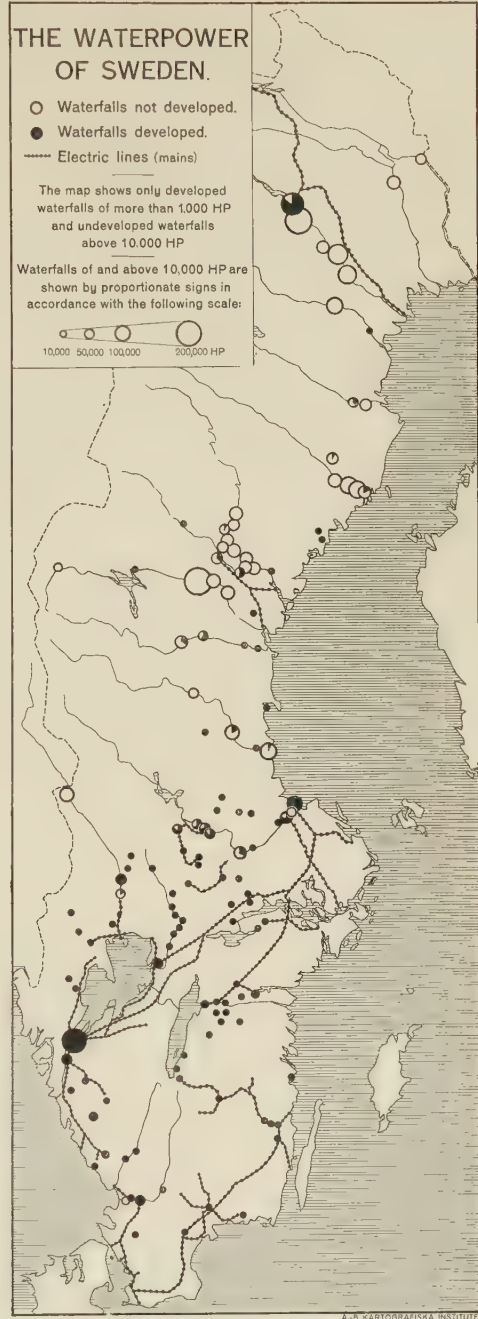 THE WATERPOWER
OF SWEDEN.
Waterfalls not developed.
Waterfalls developed.
Electric lines (mains)
The map shows only developed
waterfalls of more than 1.000 HP
and undeveloped waterfalls
above 10.000 HP
Waterfalls of and above 10,000 HP are
shown by proportionate signs in
accordance with the following scale:
10,000 50,000 100,000 200,000 HP
A.-B. KARTOGRAFISKA INSTITUTET